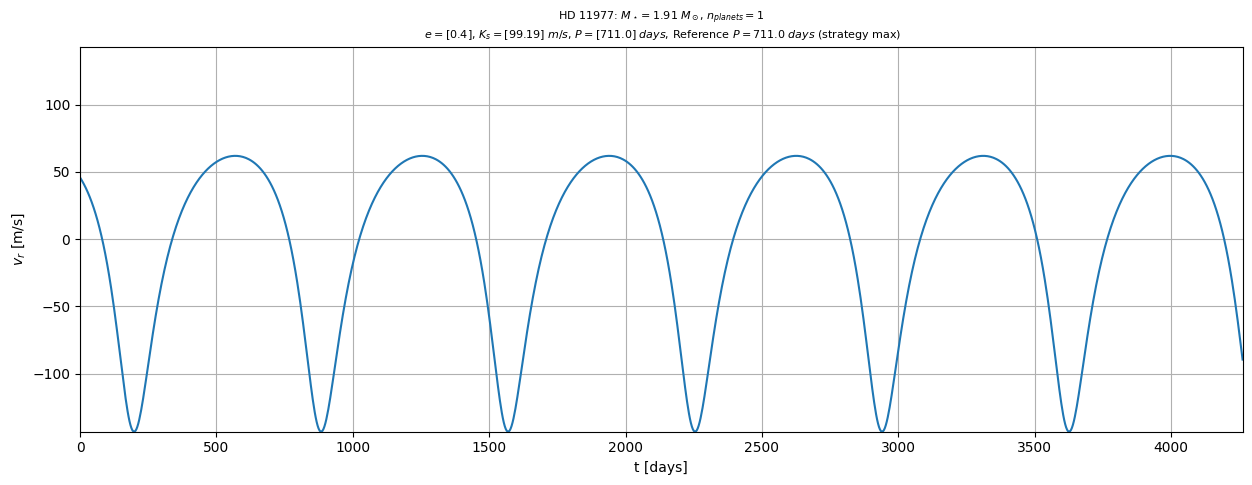 HD 11977: $M_\star = 1.91\ M_\odot$, $n_{planets} = 1$
$e = [0.4]$, $K_s = [99.19]\ m/s$, $P = [711.0]\ days$, Reference $P = 711.0\ days$ (strategy max)
100
50
0
−50
−100
$v_r$ [m/s]
0 500 1000 1500 2000 2500 3000 3500 4000
t [days]